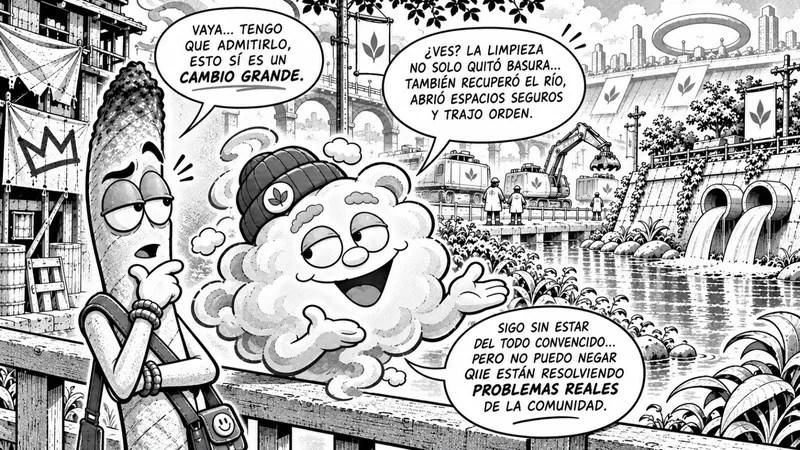 VAYA... TENGO
QUE ADMITIRLO,
ESTO SÍ ES UN
CAMBIO GRANDE.
¿VES? LA LIMPIEZA
NO SOLO QUITÓ BASURA...
TAMBIÉN RECUPERÓ EL RÍO,
ABRIÓ ESPACIOS SEGUROS
Y TRAJO ORDEN.
SIGO SIN ESTAR
DEL TODO CONVENCIDO...
PERO NO PUEDO NEGAR
QIIE ESTÁN RESOLVIENDO
PROBLEMAS REALES
DE LA COMUNIDAD.